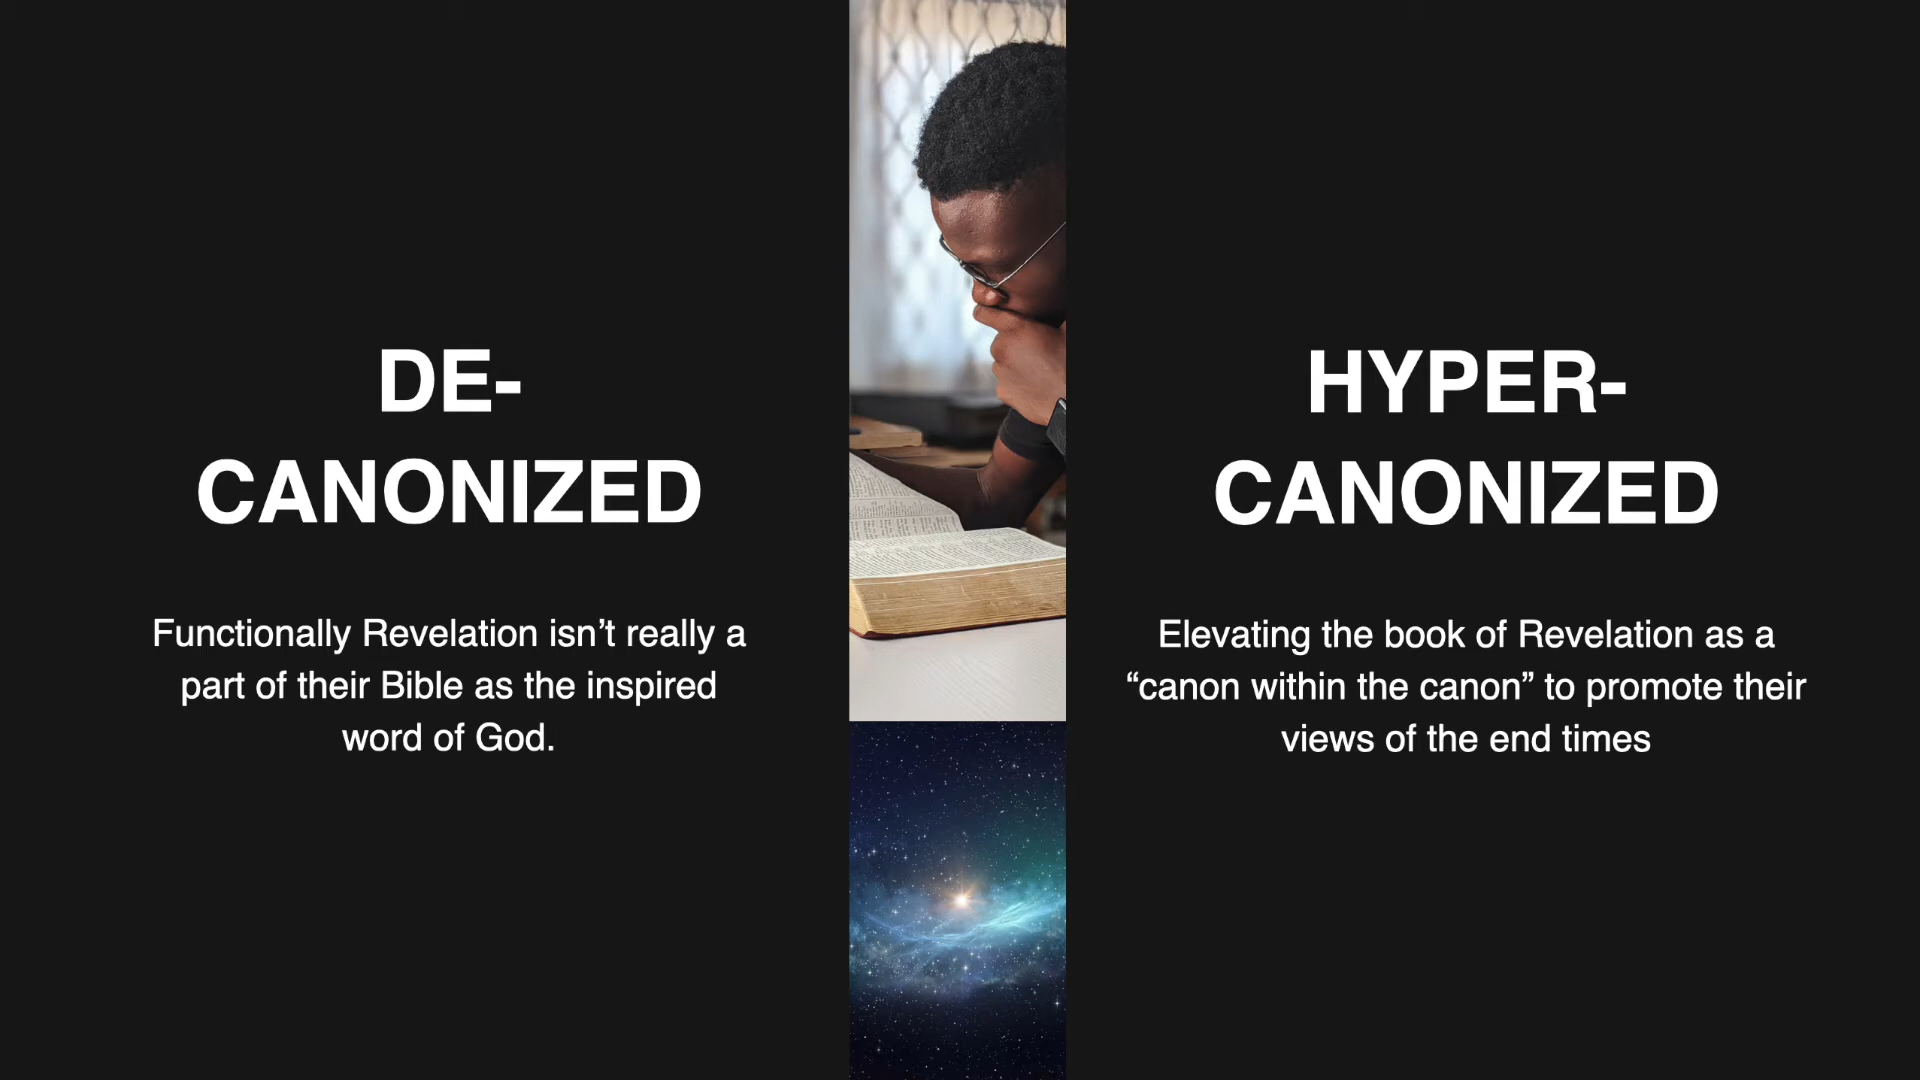 DE-
CANONIZED
Functionally Revelation isn’t really a
part of their Bible as the inspired
word of God.
HYPER-
CANONIZED
Elevating the book of Revelation as a
“canon within the canon” to promote their
views of the end times